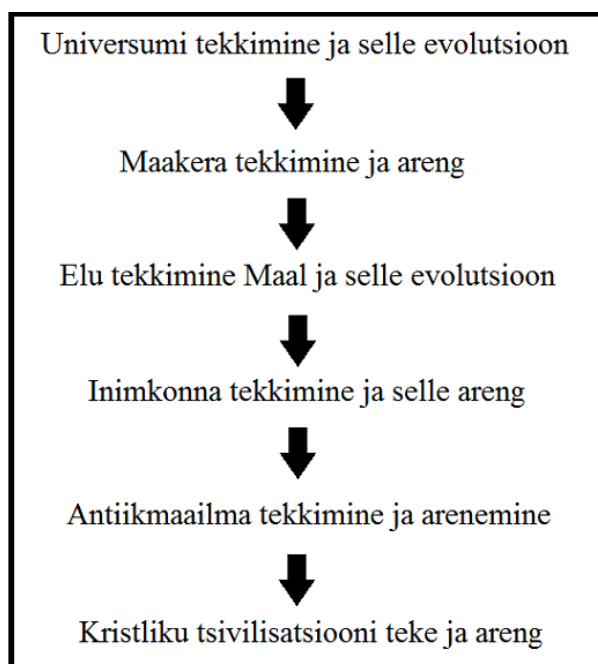 Universumi tekkimine ja selle evolutsioon
Maakera tekkimine ja areng
Elu tekkimine Maal ja selle evolutsioon
Inimkonna tekkimine ja selle areng
Antiikmaailma tekkimine ja arenemine
Kristliku tsivilisatsiooni teke ja areng